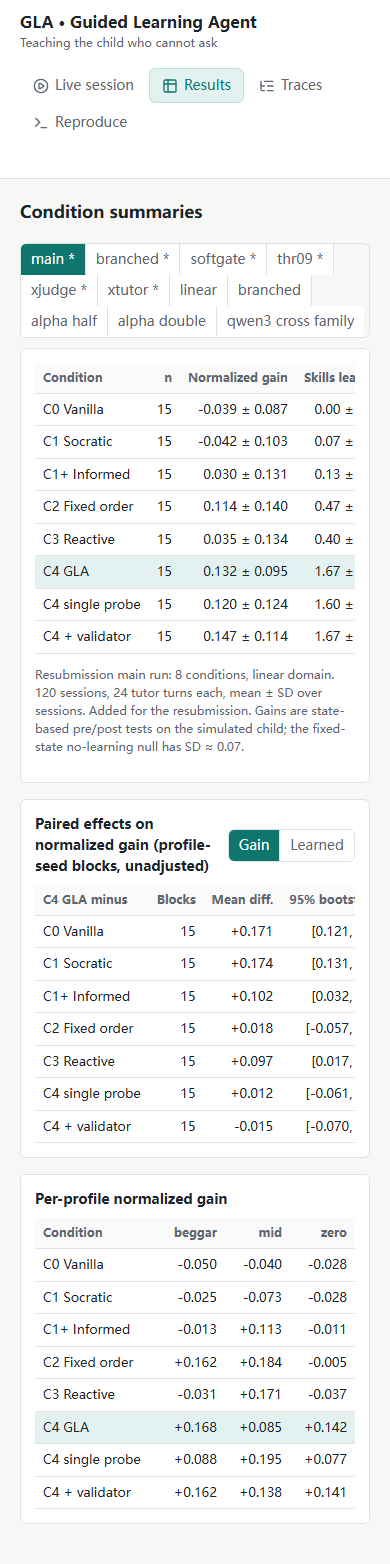 GLA • Guided Learning Agent
Teaching the child who cannot ask
Live session Results Traces
Reproduce
Condition summaries
main * branched * softgate * thr09 *
xjudge * xtutor * linear branched
alpha half alpha double qwen3 cross family
Condition n Normalized gain Skills lea
C0 Vanilla 15 -0.039 ± 0.087 0.00 ±
C1 Socratic 15 -0.042 ± 0.103 0.07 ±
C1+ Informed 15 0.030 ± 0.131 0.13 ±
C2 Fixed order 15 0.114 ± 0.140 0.47 ±
C3 Reactive 15 0.035 ± 0.134 0.40 ±
C4 GLA 15 0.132 ± 0.095 1.67 ±
C4 single probe 15 0.120 ± 0.124 1.60 ±
C4 + validator 15 0.147 ± 0.114 1.67 ±
Resubmission main run: 8 conditions, linear domain.
120 sessions, 24 tutor turns each, mean ± SD over
sessions. Added for the resubmission. Gains are state-
based pre/post tests on the simulated child; the fixed-
state no-learning null has SD ≈ 0.07.
Paired effects on
normalized gain (profile-
seed blocks, unadjusted)
Gain Learned
C4 GLA minus Blocks Mean diff. 95% boots
C0 Vanilla 15 +0.171 [0.121,
C1 Socratic 15 +0.174 [0.131,
C1+ Informed 15 +0.102 [0.032,
C2 Fixed order 15 +0.018 [-0.057,
C3 Reactive 15 +0.097 [0.017,
C4 single probe 15 +0.012 [-0.061,
C4 + validator 15 -0.015 [-0.070,
Per-profile normalized gain
Condition beggar mid zero
C0 Vanilla -0.050 -0.040 -0.028
C1 Socratic -0.025 -0.073 -0.028
C1+ Informed -0.013 +0.113 -0.011
C2 Fixed order +0.162 +0.184 -0.005
C3 Reactive -0.031 +0.171 -0.037
C4 GLA +0.168 +0.085 +0.142
C4 single probe +0.088 +0.195 +0.077
C4 + validator +0.162 +0.138 +0.141